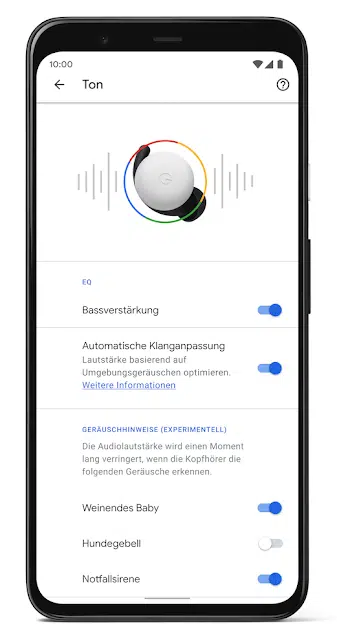 10:00
Ton
G
EQ
Bassverstärkung
Automatische Klanganpassung
Lautstärke basierend auf
Umgebungsgeräuschen optimieren.
Weitere Informationen
GERÄUSCHHINWEISE (EXPERIMENTELL)
Die Audiolautstärke wird einen Moment
lang verringert, wenn die Kopfhörer die
folgenden Geräusche erkennen.
Weinendes Baby
Hundegebell
Notfallsirene